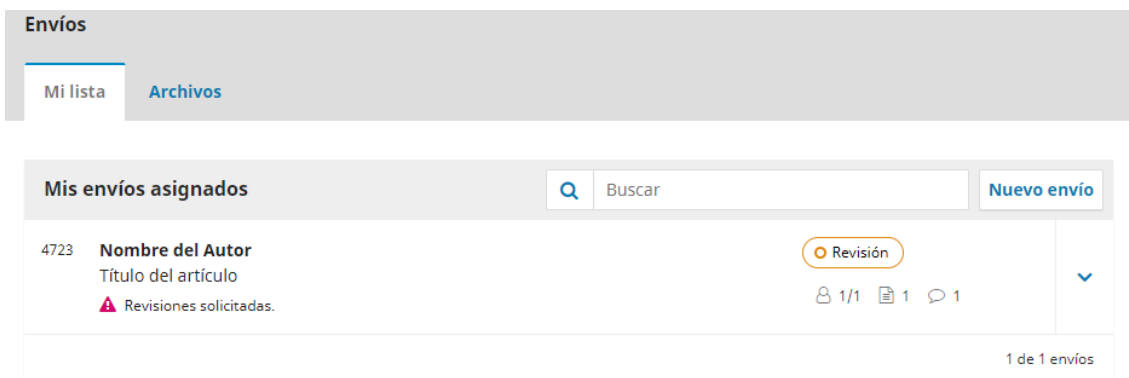 Envíos
Mi lista Archivos
Mis envíos asignados Buscar Nuevo envío
4723 Nombre del Autor Revisión
Título del artículo
Revisiones solicitadas. 1/1 1 1
1 de 1 envíos